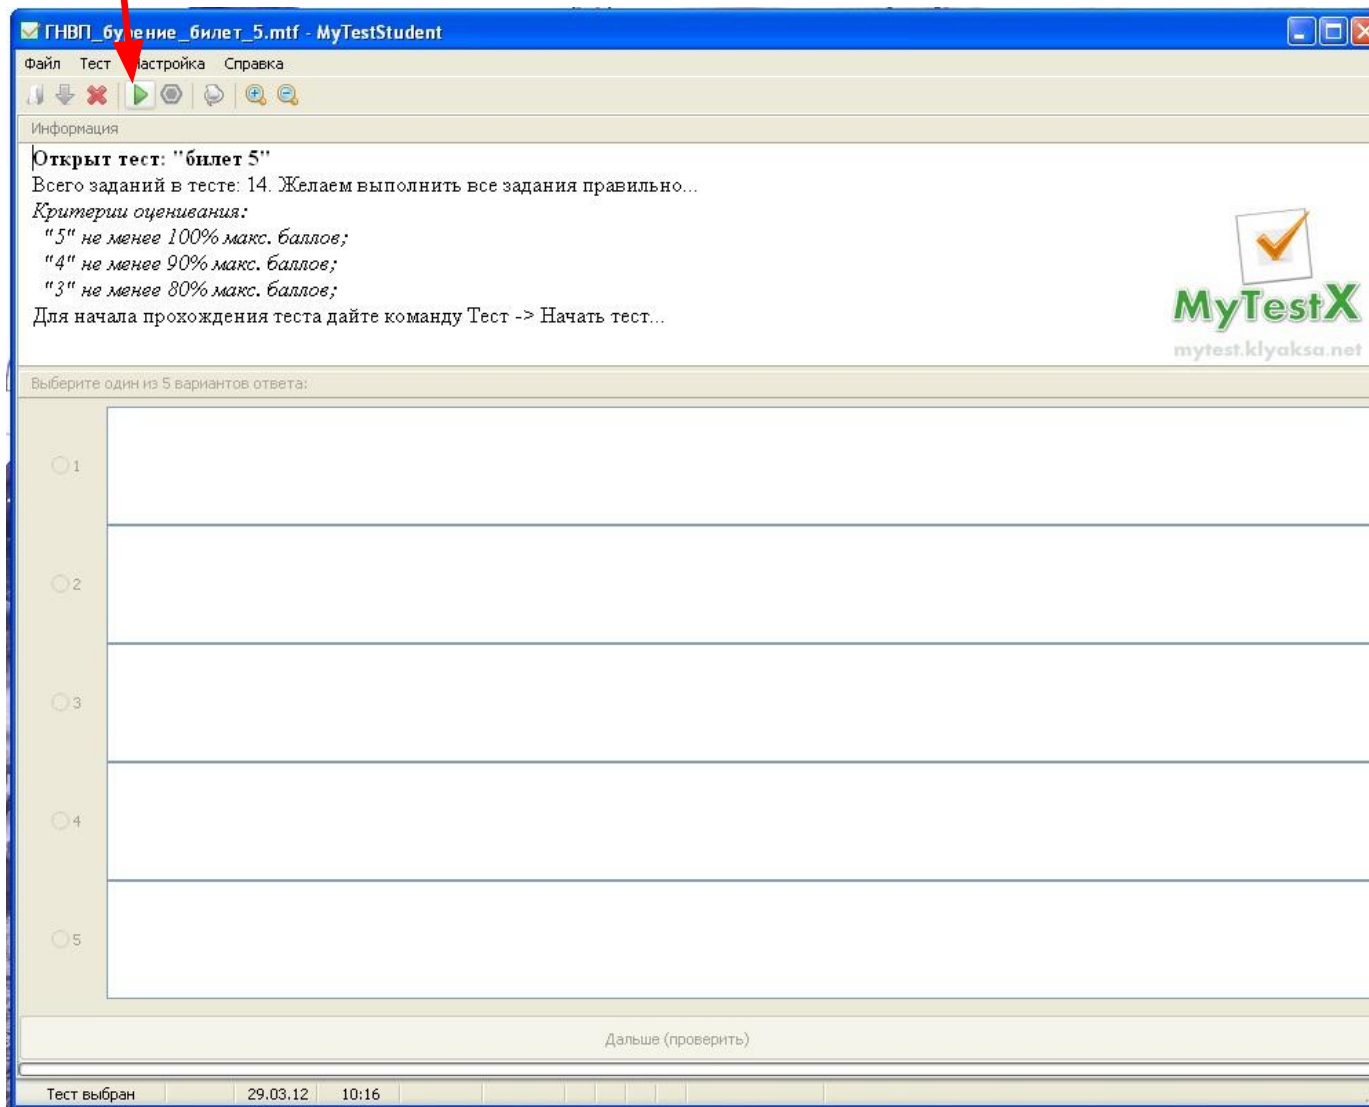 ГНВП_бурение_билет_5.mtf - MyTestStudent
Файл Тест Настройка Справка
Информация
Открыт тест: "билет 5"
Всего заданий в тесте: 14. Желаем выполнить все задания правильно...
Критерии оценивания:
"5" не менее 100% макс. баллов;
"4" не менее 90% макс. баллов;
"3" не менее 80% макс. баллов;
Для начала прохождения теста дайте команду Тест -> Начать тест...
MyTestX
mytest.klyaksa.net
Выберите один из 5 вариантов ответа:
1
2
3
4
5
Дальше (проверить)
Тест выбран 29.03.12 10:16